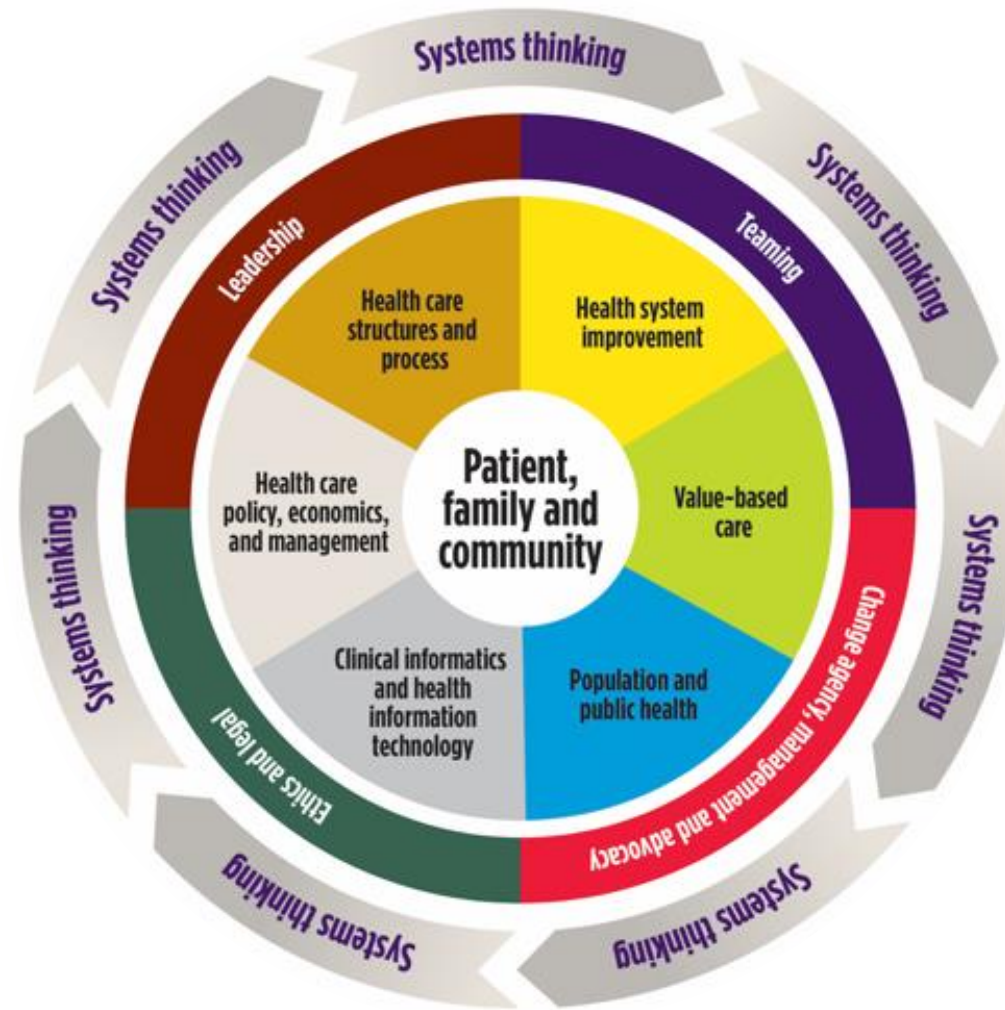 Systems thinking
Systems thinking
Systems thinking
Systems thinking
Systems thinking
Systems thinking
Systems thinking
Leadership
Teaming
Change agency, management and advocacy
Ethics and legal
Health care
structures and
process
Health system
improvement
Value-based
care
Population and
public health
Clinical informatics
and health
information
technology
Health care
policy, economics,
and management
Patient,
family and
community